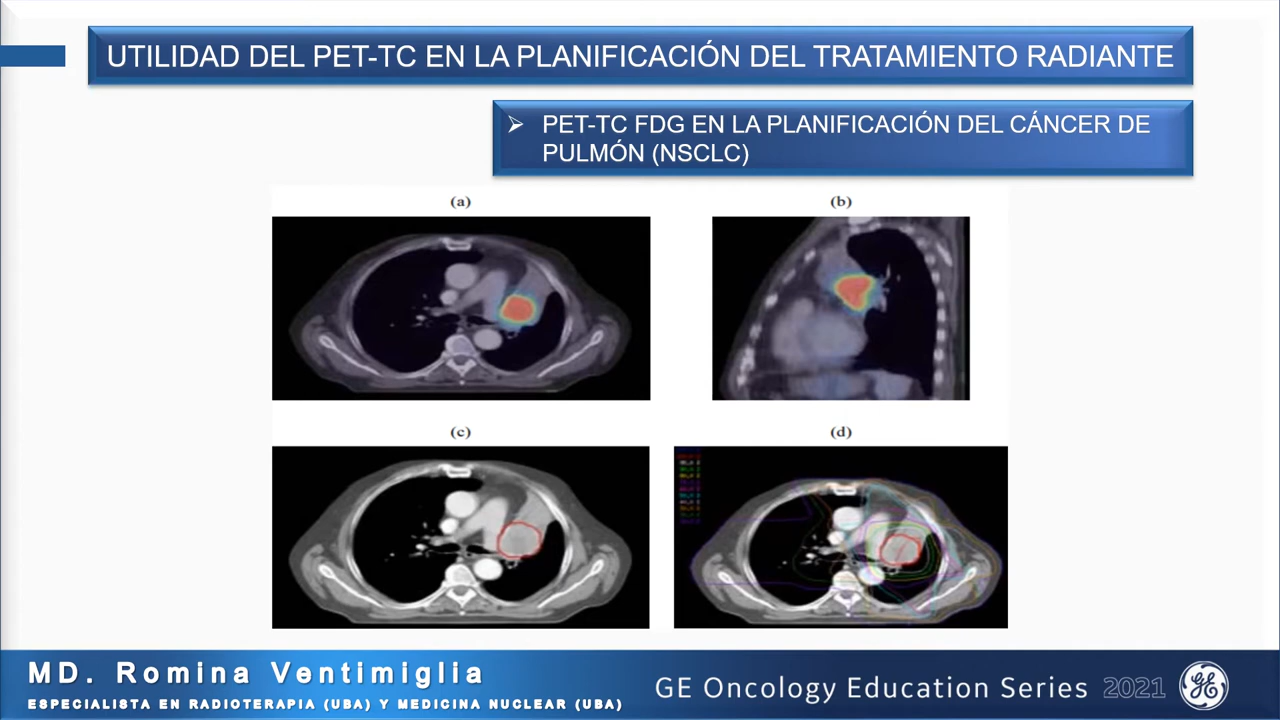 UTILIDAD DEL PET-TC EN LA PLANIFICACIÓN DEL TRATAMIENTO RADIANTE
PET-TC FDG EN LA PLANIFICACIÓN DEL CÁNCER DE
PULMÓN (NSCLC)
(a)
(b)
(c)
(d)
MD. Romina Ventimiglia
ESPECIALISTA EN RADIOTERAPIA (UBA) Y MEDICINA NUCLEAR (UBA)
GE Oncology Education Series 2021
GE